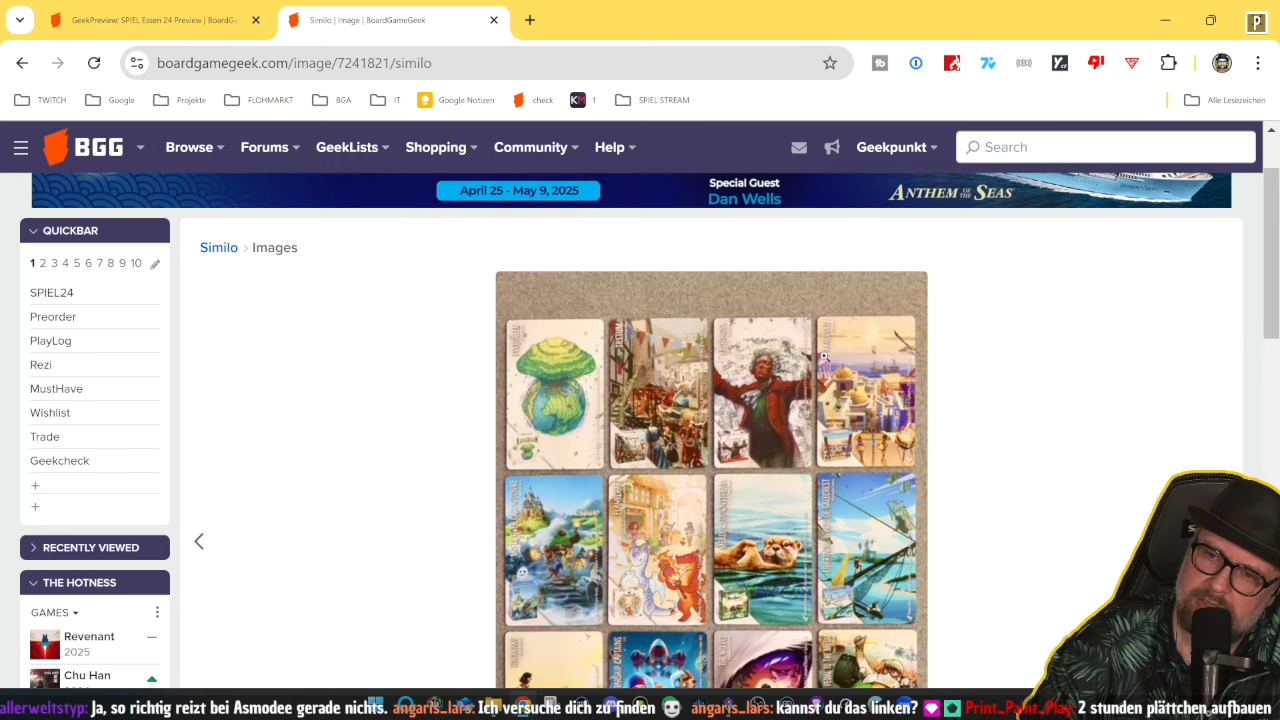 GeekPreview: SPIEL Essen 24 Preview | BoardGa
Similo | Image | BoardGameGeek
boardgamegeek.com/image/7241821/similo
TWITCH
Google
Projekte
FLOHMARKT
BGA
IT
Google Notizen
check
1
SPIEL STREAM
Alle Lesezeichen
BGG
Browse
Forums
GeekLists
Shopping
Community
Help
Geekpunkt
Search
April 25 - May 9, 2025
Special Guest
Dan Wells
ANTHEM OF THE SEAS
QUICKBAR
1 2 3 4 5 6 7 8 9 10
SPIEL24
Preorder
PlayLog
Rezi
MustHave
Wishlist
Trade
Geekcheck
+
+
RECENTLY VIEWED
THE HOTNESS
GAMES
Revenant
2025
Chu Han
Similo > Images
allerweltstyp: Ja, so richtig reizt bei Asmodee gerade nichts. angaris_lars: Ich versuche dich zu finden angaris_lars: kannst du das linken? Print_Paint_Play: 2 stunden plättchen aufbauen